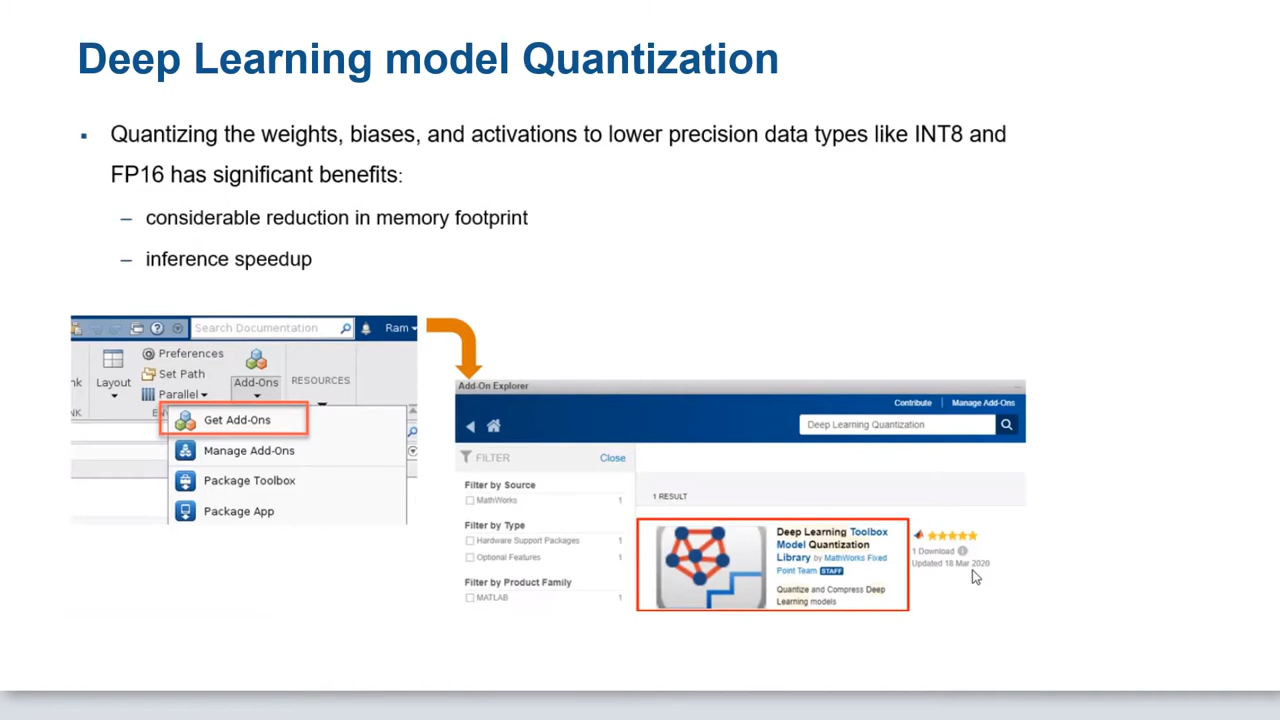 Deep Learning model Quantization
▪ Quantizing the weights, biases, and activations to lower precision data types like INT8 and
FP16 has significant benefits:
– considerable reduction in memory footprint
– inference speedup
Search Documentation
Ram
Preferences
Set Path
Layout
Parallel
Add-Ons
RESOURCES
Get Add-Ons
Manage Add-Ons
Package Toolbox
Package App
Add-On Explorer
Contribute | Manage Add-Ons
Deep Learning Quantization
FILTER
Close
Filter by Source
MathWorks 1
Filter by Type
Hardware Support Packages 1
Optional Features 1
Filter by Product Family
MATLAB 1
1 RESULT
Deep Learning Toolbox
Model Quantization
Library by MathWorks Fixed
Point Team STAFF
Quantize and Compress Deep
Learning models
1 Download
Updated 18 Mar 2020